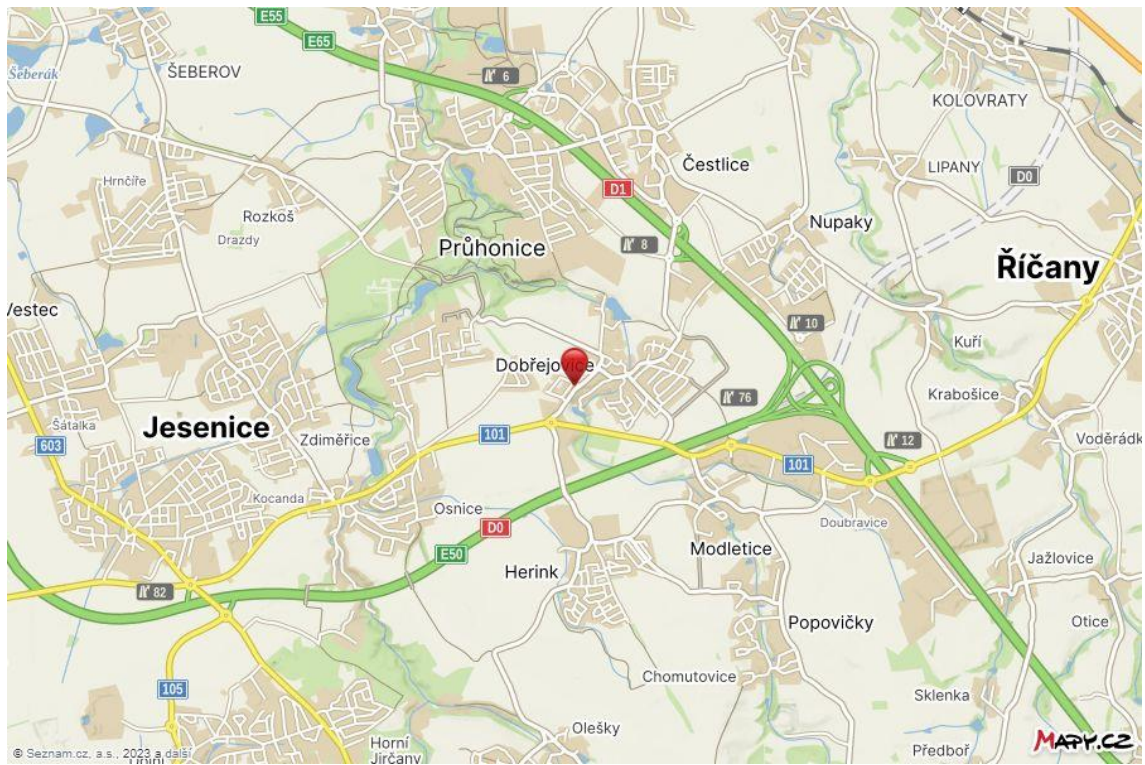 E55
E65
ŠEBEROV
Šeberák
6
KOLOVRATY
Čestlice
LIPANY
D0
Hrnčíře
D1
Rozkoš
Nupaky
Drazdy
Průhonice
8
Říčany
Vestec
10
Kuří
Dobřejovice
76
Krabošice
Šátalka
Jesenice
Zdiměřice
101
12
Voděrádk
603
101
Kocanda
Osnice
D0
Doubravice
E50
Modletice
Jažlovice
Herink
82
Popovičky
Otice
Chomutovice
105
Sklenka
Olešky
Horní
Jirčany
Předboř
© Seznam.cz, a.s., 2023 a další
Dolní
MAPY.CZ